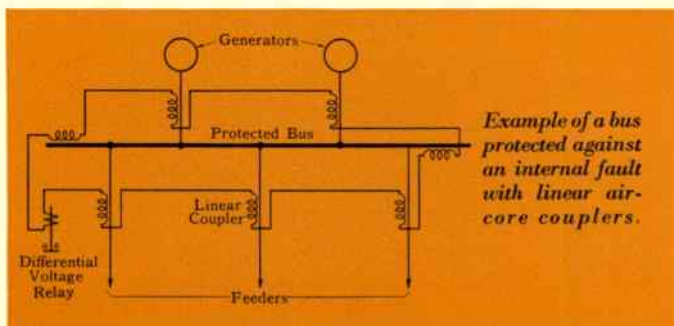 Generators
Protected Bus
Linear
Coupler
Differential
Voltage
Relay
Feeders
Example of a bus
protected against
an internal fault
with linear air-
core couplers.